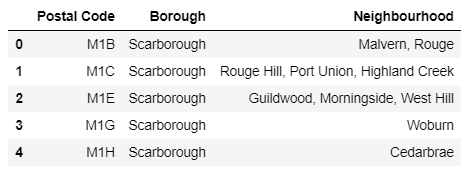 Postal Code Borough Neighbourhood
0 M1B Scarborough Malvern, Rouge
1 M1C Scarborough Rouge Hill, Port Union, Highland Creek
2 M1E Scarborough Guildwood, Morningside, West Hill
3 M1G Scarborough Woburn
4 M1H Scarborough Cedarbrae